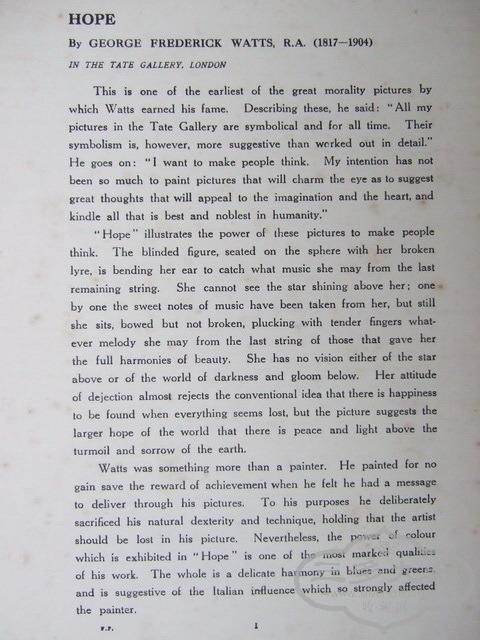 HOPE
By GEORGE FREDERICK WATTS, R.A. (1817—1904)
IN THE TATE GALLERY, LONDON
This is one of the earliest of the great morality pictures by
which Watts earned his fame. Describing these, he said: "All my
pictures in the Tate Gallery are symbolical and for all time. Their
symbolism is, however, more suggestive than worked out in detail."
He goes on: "I want to make people think. My intention has not
been so much to paint pictures that will charm the eye as to suggest
great thoughts that will appeal to the imagination and the heart, and
kindle all that is best and noblest in humanity."
"Hope" illustrates the power of these pictures to make people
think. The blinded figure, seated on the sphere with her broken
lyre, is bending her ear to catch what music she may from the last
remaining string. She cannot see the star shining above her; one
by one the sweet notes of music have been taken from her, but still
she sits, bowed but not broken, plucking with tender fingers what-
ever melody she may from the last string of those that gave her
the full harmonies of beauty. She has no vision either of the star
above or of the world of darkness and gloom below. Her attitude
of dejection almost rejects the conventional idea that there is happiness
to be found when everything seems lost, but the picture suggests the
larger hope of the world that there is peace and light above the
turmoil and sorrow of the earth.
Watts was something more than a painter. He painted for no
gain save the reward of achievement when he felt he had a message
to deliver through his pictures. To his purposes he deliberately
sacrificed his natural dexterity and technique, holding that the artist
should be lost in his picture. Nevertheless, the power of colour
which is exhibited in "Hope" is one of the most marked qualities
of his work. The whole is a delicate harmony in blues and greens,
and is suggestive of the Italian influence which so strongly affected
the painter.
F.P. 1